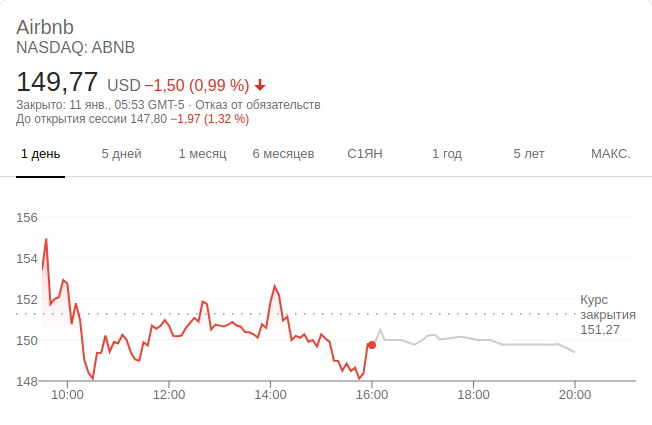 Airbnb
NASDAQ: ABNB
149,77 USD −1,50 (0,99 %)
Закрыто: 11 янв., 05:53 GMT-5 · Отказ от обязательств
До открытия сессии 147,80 −1,97 (1,32 %)
1 день 5 дней 1 месяц 6 месяцев С1ЯН 1 год 5 лет МАКС.
156
154
152
150
148
Курс
закрытия
151,27
10:00 12:00 14:00 16:00 18:00 20:00